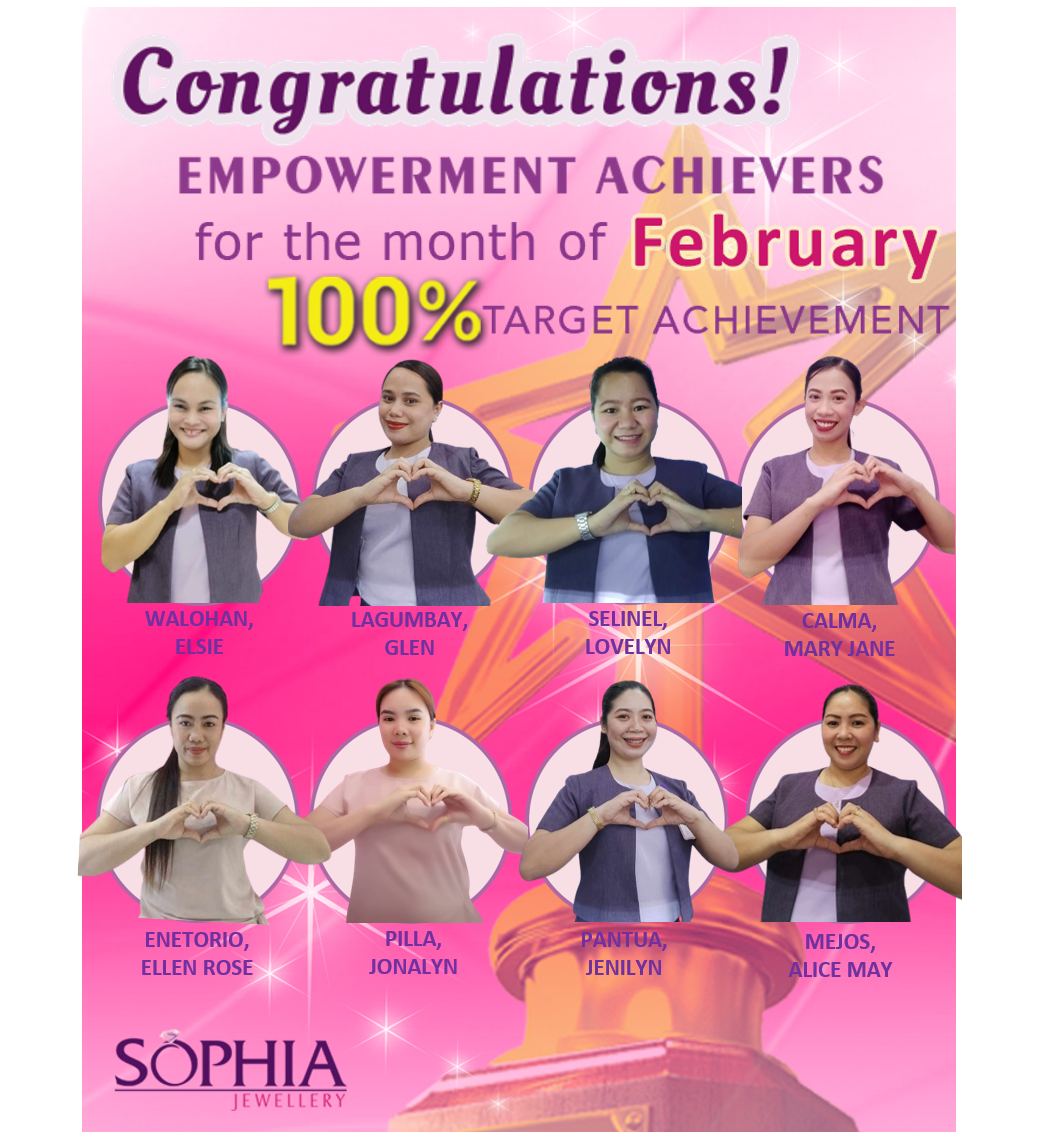 Congratulations!
EMPOWERMENT ACHIEVERS
for the month of February
100% TARGET ACHIEVEMENT
WALOHAN,
ELSIE
LAGUMBAY,
GLEN
SELINEL,
LOVELYN
CALMA,
MARY JANE
ENETORIO,
ELLEN ROSE
PILLA,
JONALYN
PANTUA,
JENILYN
MEJOS,
ALICE MAY
SOPHIA
JEWELLERY